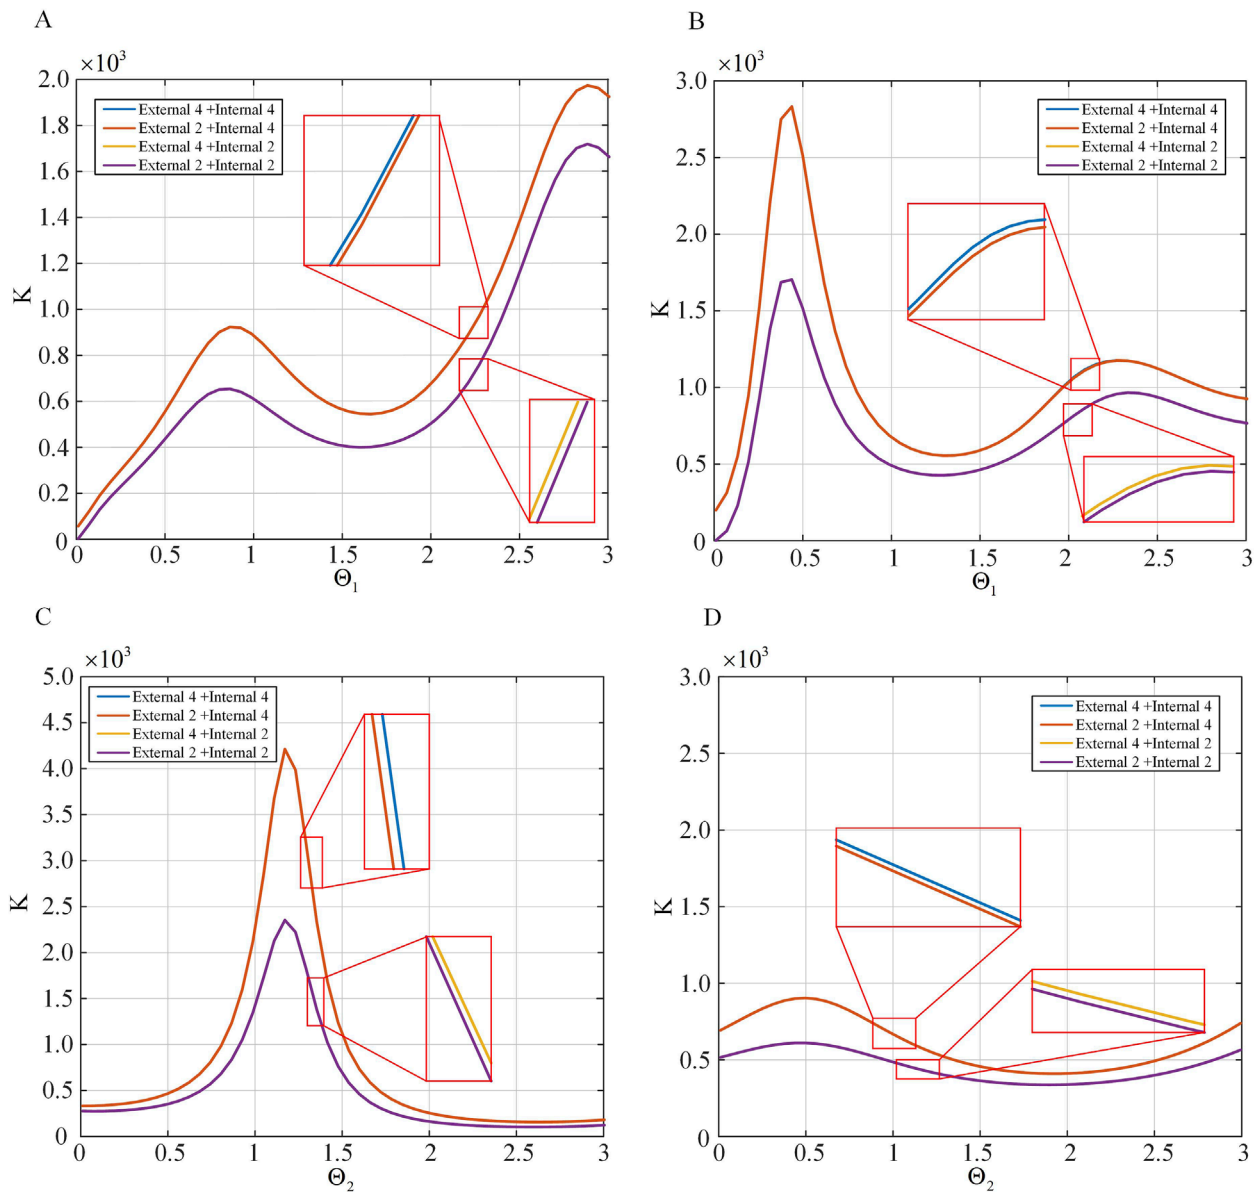 A
×10³
2.0
1.8
1.6
1.4
1.2
1.0
0.8
0.6
0.4
0.2
0
K
External 4 +Internal 4
External 2 +Internal 4
External 4 +Internal 2
External 2 +Internal 2
0 0.5 1 1.5 2 2.5 3
Θ₁
B
×10³
3.0
2.5
2.0
1.5
1.0
0.5
0
K
External 4 +Internal 4
External 2 +Internal 4
External 4 +Internal 2
External 2 +Internal 2
0 0.5 1 1.5 2 2.5 3
Θ₁
C
×10³
5.0
4.5
4.0
3.5
3.0
2.5
2.0
1.5
1.0
0.5
0
K
External 4 +Internal 4
External 2 +Internal 4
External 4 +Internal 2
External 2 +Internal 2
0 0.5 1 1.5 2 2.5 3
Θ₂
D
×10³
3.0
2.5
2.0
1.5
1.0
0.5
0
K
External 4 +Internal 4
External 2 +Internal 4
External 4 +Internal 2
External 2 +Internal 2
0 0.5 1 1.5 2 2.5 3
Θ₂